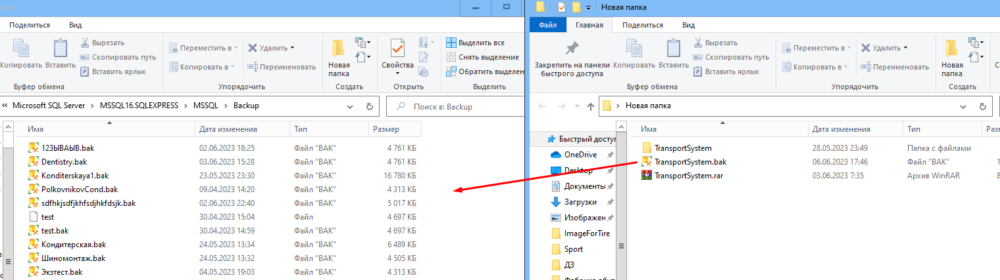 Поделиться Вид
Копировать
Вставить
Вырезать
Скопировать путь
Вставить ярлык
Буфер обмена
Переместить в
Копировать в
Удалить
Переименовать
Упорядочить
Новая
папка
Создать
Свойства
Открыть
Выделить все
Снять выделение
Обратить выделен
Выделить
« Microsoft SQL Server > MSSQL16.SQLEXPRESS > MSSQL > Backup
Поиск в: Backup
Имя Дата изменения Тип Размер
123ЫВАЫВ.bak 02.06.2023 18:25 Файл "BAK" 4 761 КБ
Dentistry.bak 03.06.2023 15:28 Файл "BAK" 4 761 КБ
Konditerskaya1.bak 23.05.2023 23:30 Файл "BAK" 16 780 КБ
PolkovnikovCond.bak 09.04.2023 14:20 Файл "BAK" 4 313 КБ
sdfhkjsdfjkhfsdjhkfdsjk.bak 02.06.2023 22:40 Файл "BAK" 5 017 КБ
test 30.04.2023 15:04 Файл 4 697 КБ
test.bak 30.04.2023 14:59 Файл "BAK" 4 697 КБ
Кондитерская.bak 24.05.2023 13:34 Файл "BAK" 6 489 КБ
Шиномонтаж.bak 24.05.2023 13:32 Файл "BAK" 4 505 КБ
Экзтест.bak 04.05.2023 19:03 Файл "BAK" 4 313 КБ
Новая папка
Файл Главная Поделиться Вид
Закрепить на панели
быстрого доступа
Копировать
Вставить
Вырезать
Скопировать путь
Вставить ярлык
Буфер обмена
Переместить в
Копировать в
Удалить
Переименовать
Упорядочить
Новая
папка
Создать
> Новая папка
Быстрый доступ
OneDrive
Desktop
Документы
Загрузки
Изображен
ImageForTire
Sport
ДЗ
Имя Дата изменения Тип Разм
TransportSystem 28.05.2023 23:49 Папка с файлами
TransportSystem.bak 06.06.2023 17:46 Файл "BAK" 1
TransportSystem.rar 03.06.2023 7:35 Архив WinRAR 8